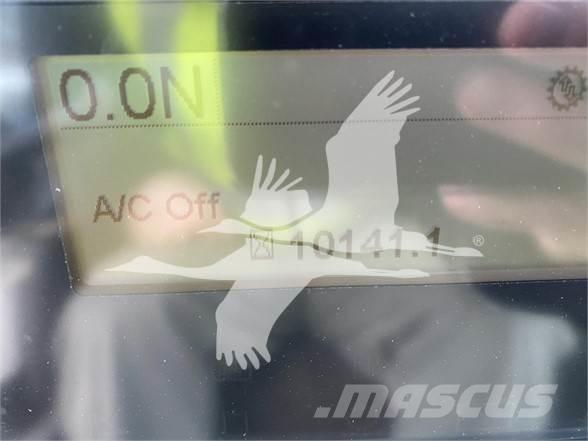 0.0N
A/C Off
10141.1
®
MASCUS